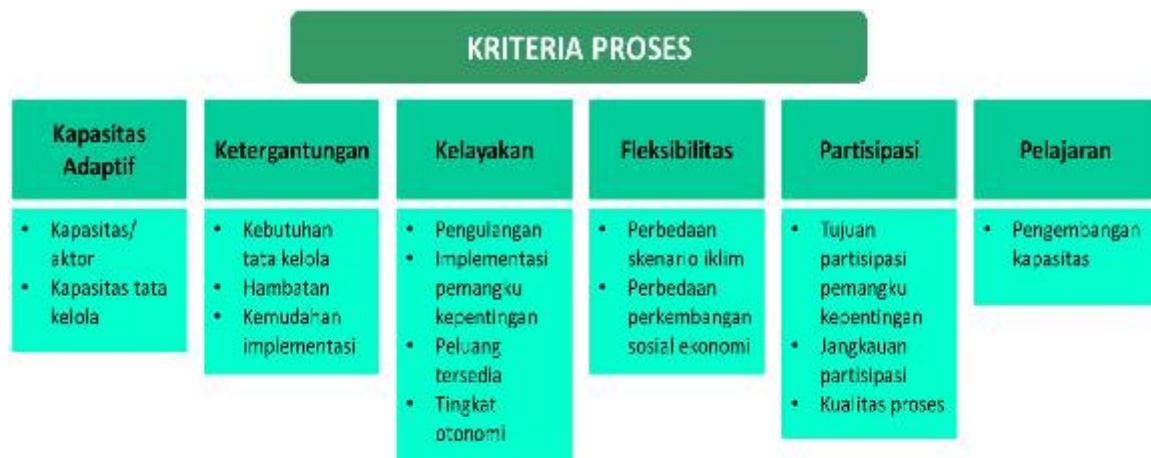 KRITERIA PROSES
Kapasitas
Adaptif
• Kapasitas/
aktor
• Kapasitas tata
kelola
Ketergantungan
• Kebutuhan
tata kelola
• Hambatan
• Kemudahan
implementasi
Kelayakan
• Pengulangan
• Implementasi
pemangku
kepentingan
• Peluang
tersedia
• Tingkat
otonomi
Fleksibilitas
• Perbedaan
skenario iklim
• Perbedaan
perkembangan
sosial ekonomi
Partisipasi
• Tujuan
partisipasi
pemangku
kepentingan
• Jangkauan
partisipasi
• Kualitas proses
Pelajaran
• Pengembangan
kapasitas